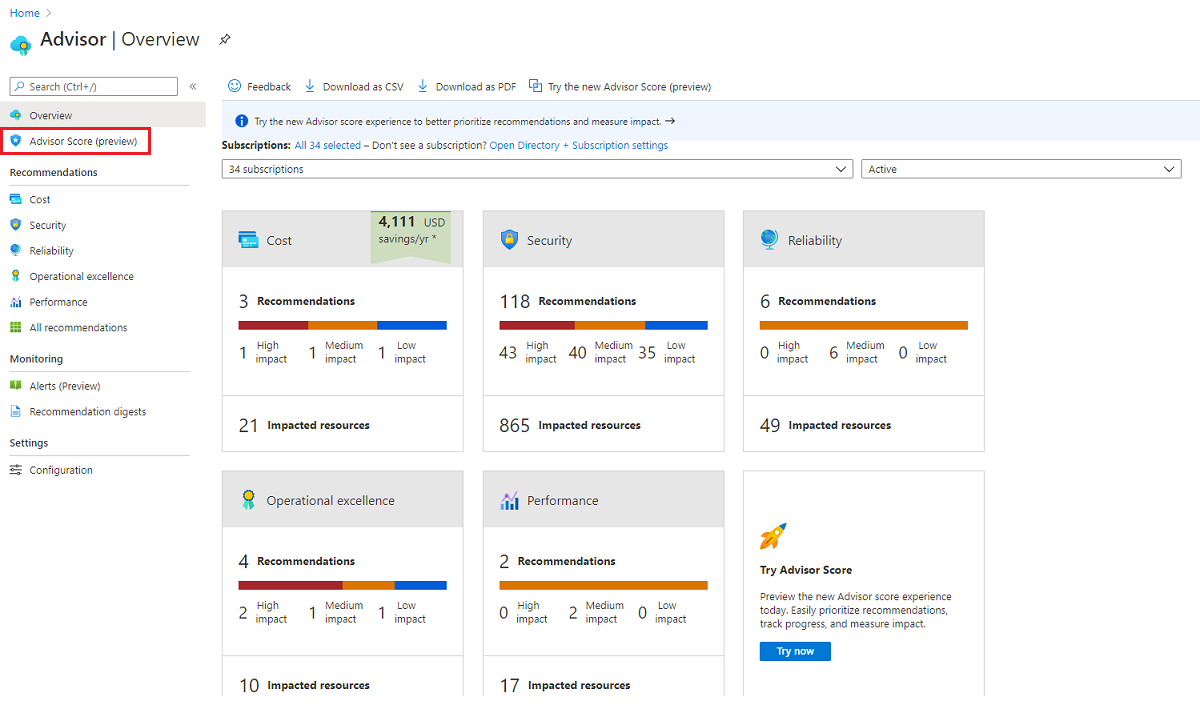 Home
Advisor | Overview
Search (Ctrl+/)
«
Overview
Advisor Score (preview)
Recommendations
Cost
Security
Reliability
Operational excellence
Performance
All recommendations
Monitoring
Alerts (Preview)
Recommendation digests
Settings
Configuration
Feedback
Download as CSV
Download as PDF
Try the new Advisor Score (preview)
Try the new Advisor score experience to better prioritize recommendations and measure impact. →
Subscriptions: All 34 selected – Don't see a subscription? Open Directory + Subscription settings
34 subscriptions
Active
Cost
4,111 USD
savings/yr *
3 Recommendations
1 High impact
1 Medium impact
1 Low impact
21 Impacted resources
Security
118 Recommendations
43 High impact
40 Medium impact
35 Low impact
865 Impacted resources
Reliability
6 Recommendations
0 High impact
6 Medium impact
0 Low impact
49 Impacted resources
Operational excellence
4 Recommendations
2 High impact
1 Medium impact
1 Low impact
10 Impacted resources
Performance
2 Recommendations
0 High impact
2 Medium impact
0 Low impact
17 Impacted resources
Try Advisor Score
Preview the new Advisor score experience
today. Easily prioritize recommendations,
track progress, and measure impact.
Try now